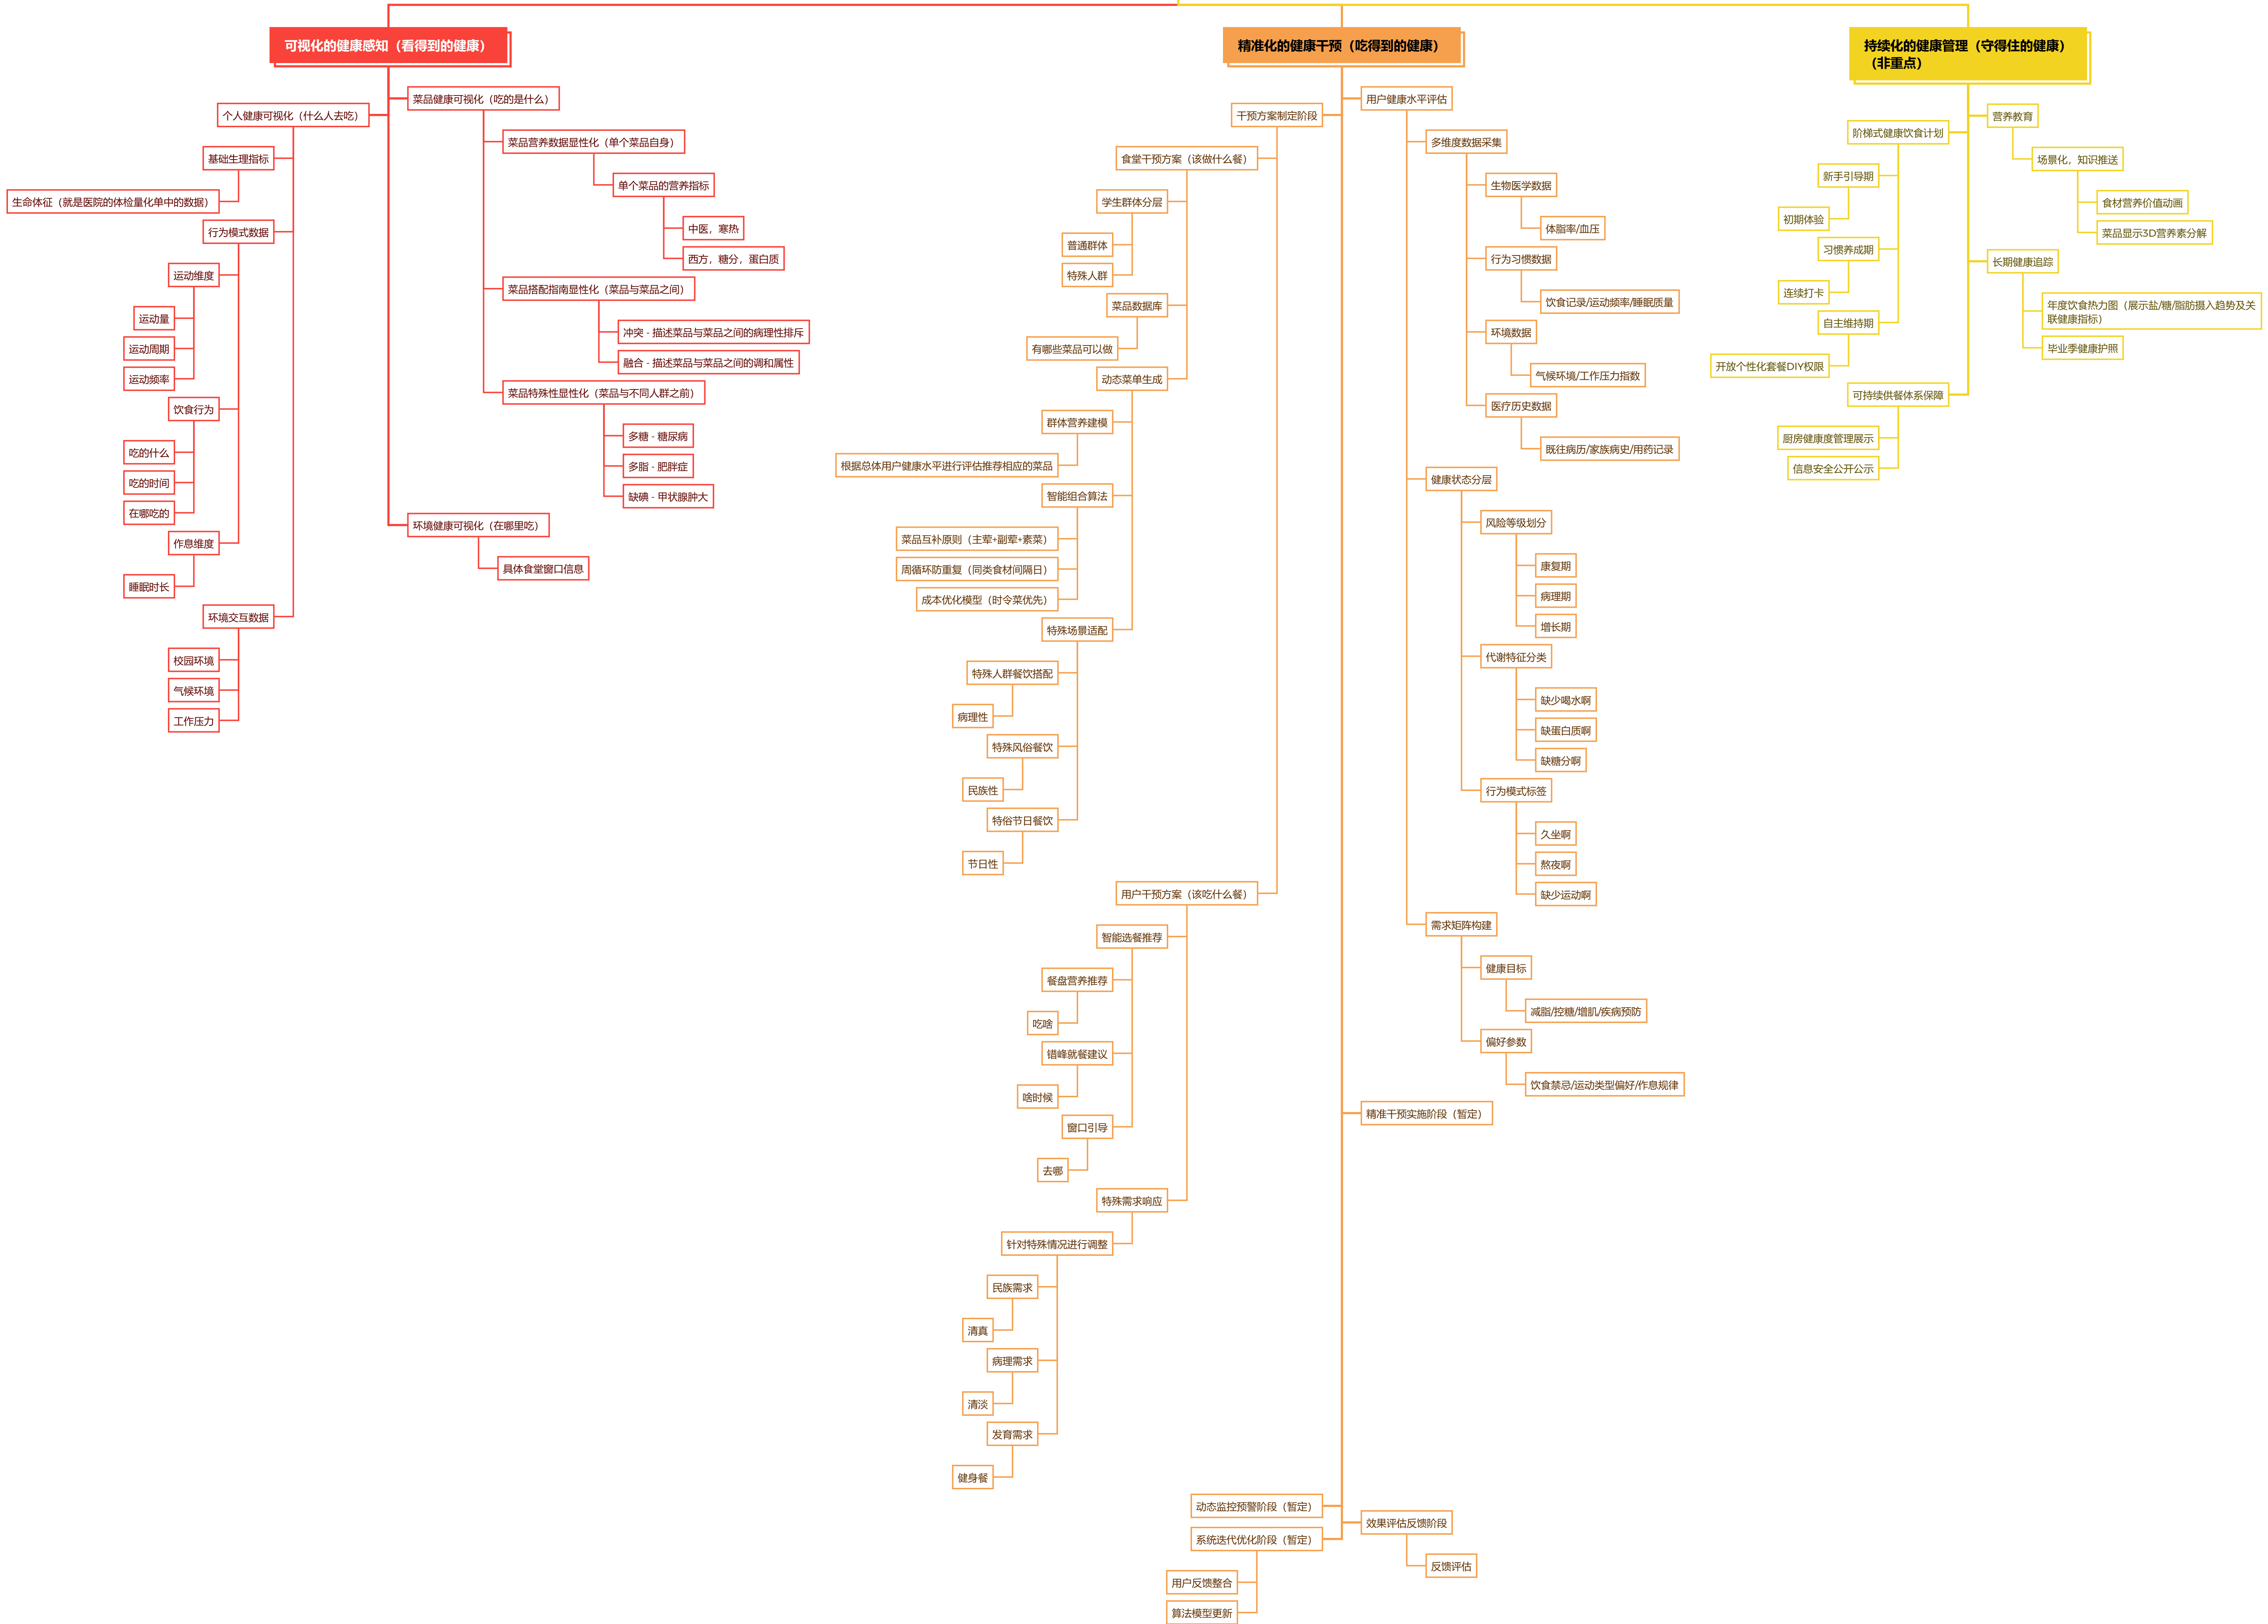 可视化的健康感知（看得到的健康）
个人健康可视化（什么人去吃）
基础生理指标
生命体征（就是医院的体检量化单中的数据）
行为模式数据
运动维度
运动量
运动周期
运动频率
饮食行为
吃的什么
吃的时间
在哪吃的
作息维度
睡眠时长
环境交互数据
校园环境
气候环境
工作压力
菜品健康可视化（吃的是什么）
菜品营养数据显性化（单个菜品自身）
单个菜品的营养指标
中医，寒热
西方，糖分，蛋白质
菜品搭配指南显性化（菜品与菜品之间）
冲突 - 描述菜品与菜品之间的病理性排斥
融合 - 描述菜品与菜品之间的调和属性
菜品特殊性显性化（菜品与不同人群之前）
多糖 - 糖尿病
多脂 - 肥胖症
缺碘 - 甲状腺肿大
环境健康可视化（在哪里吃）
具体食堂窗口信息
精准化的健康干预（吃得到的健康）
干预方案制定阶段
食堂干预方案（该做什么餐）
学生群体分层
普通群体
特殊人群
菜品数据库
有哪些菜品可以做
动态菜单生成
群体营养建模
根据总体用户健康水平进行评估推荐相应的菜品
智能组合算法
菜品互补原则（主荤+副荤+素菜）
周循环防重复（同类食材间隔日）
成本优化模型（时令菜优先）
特殊场景适配
特殊人群餐饮搭配
病理性
特殊风俗餐饮
民族性
特俗节日餐饮
节日性
用户干预方案（该吃什么餐）
智能选餐推荐
餐盘营养推荐
吃啥
错峰就餐建议
啥时候
窗口引导
去哪
特殊需求响应
针对特殊情况进行调整
民族需求
清真
病理需求
清淡
发育需求
健身餐
动态监控预警阶段（暂定）
系统迭代优化阶段（暂定）
用户反馈整合
算法模型更新
用户健康水平评估
多维度数据采集
生物医学数据
体脂率/血压
行为习惯数据
饮食记录/运动频率/睡眠质量
环境数据
气候环境/工作压力指数
医疗历史数据
既往病历/家族病史/用药记录
健康状态分层
风险等级划分
康复期
病理期
增长期
代谢特征分类
缺少喝水啊
缺蛋白质啊
缺糖分啊
行为模式标签
久坐啊
熬夜啊
缺少运动啊
需求矩阵构建
健康目标
减脂/控糖/增肌/疾病预防
偏好参数
饮食禁忌/运动类型偏好/作息规律
精准干预实施阶段（暂定）
效果评估反馈阶段
反馈评估
持续化的健康管理（守得住的健康）
（非重点）
阶梯式健康饮食计划
新手引导期
初期体验
习惯养成期
连续打卡
自主维持期
开放个性化套餐DIY权限
可持续供餐体系保障
厨房健康度管理展示
信息安全公开公示
营养教育
场景化，知识推送
食材营养价值动画
菜品显示3D营养素分解
长期健康追踪
年度饮食热力图（展示盐/糖/脂肪摄入趋势及关
联健康指标）
毕业季健康护照